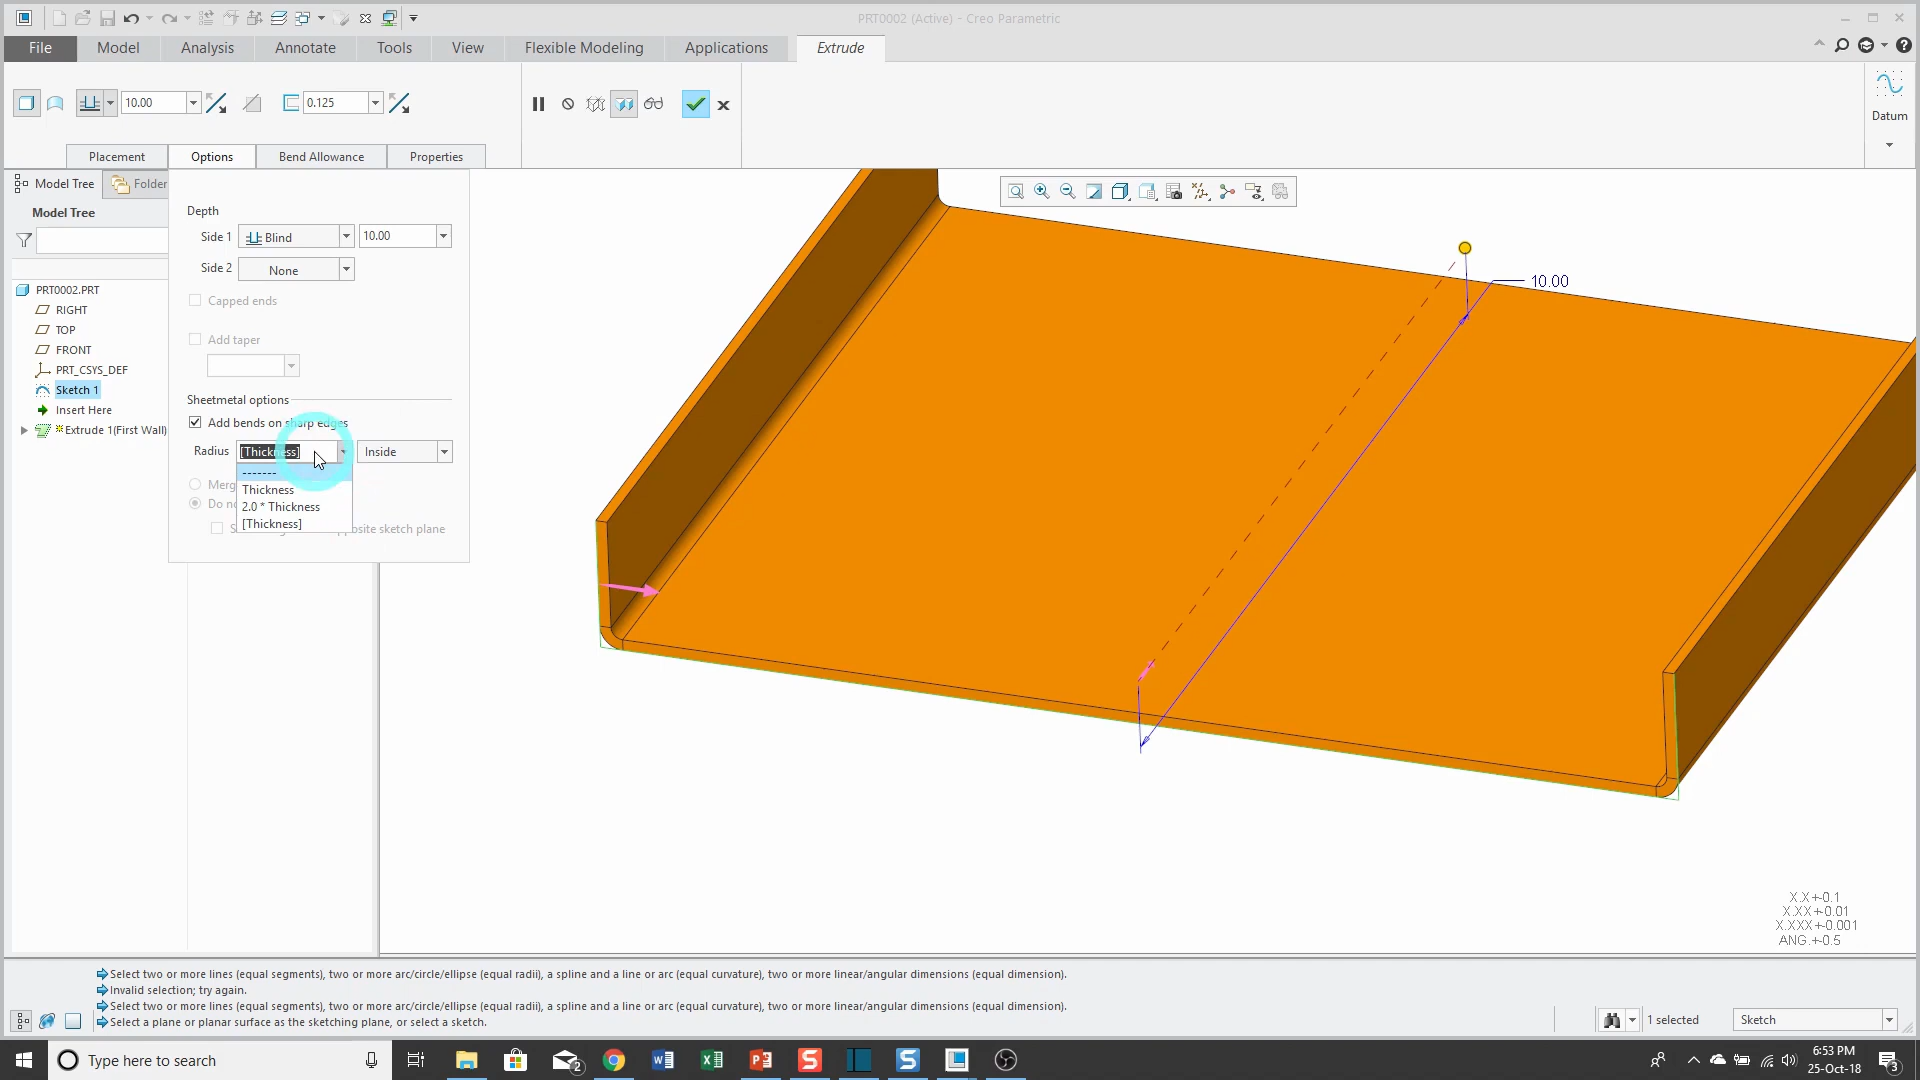 PRT0002 (Active) - Creo Parametric
File
Model
Analysis
Annotate
Tools
View
Flexible Modeling
Applications
Extrude
10.00
0.125
Datum
Placement
Options
Bend Allowance
Properties
Model Tree
Folder
Model Tree
PRT0002.PRT
RIGHT
TOP
FRONT
PRT_CSYS_DEF
Sketch 1
Insert Here
Extrude 1(First Wall)
Depth
Side 1
Blind
10.00
Side 2
None
Capped ends
Add taper
Sheetmetal options
Add bends on sharp edges
Radius
[Thickness]
Inside
-------
Thickness
2.0 * Thickness
[Thickness]
sketch plane
10.00
X.X+-0.1
X.XX+-0.01
X.XXX+-0.001
ANG.+-0.5
Select two or more lines (equal segments), two or more arc/circle/ellipse (equal radii), a spline and a line or arc (equal curvature), two or more linear/angular dimensions (equal dimension).
Invalid selection; try again.
Select two or more lines (equal segments), two or more arc/circle/ellipse (equal radii), a spline and a line or arc (equal curvature), two or more linear/angular dimensions (equal dimension).
Select a plane or planar surface as the sketching plane, or select a sketch.
1 selected
Sketch
Type here to search
2
6:53 PM
25-Oct-18
3